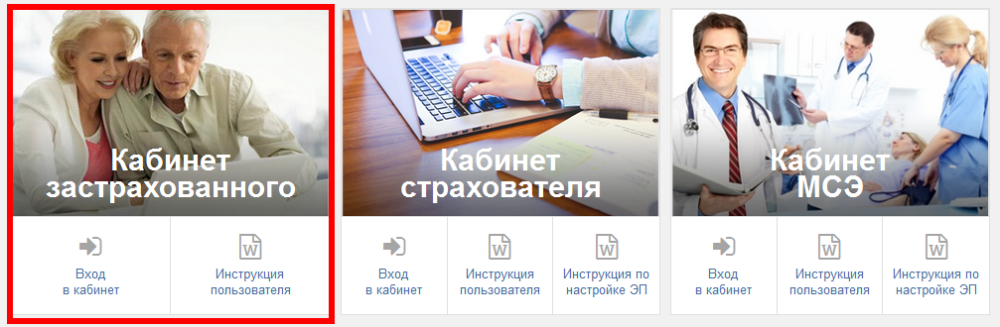 Кабинет
застрахованного
Вход
в кабинет
W
Инструкция
пользователя
Кабинет
страхователя
Вход
в кабинет
W
Инструкция
пользователя
W
Инструкция по
настройке ЭП
Кабинет
МСЭ
Вход
в кабинет
W
Инструкция
пользователя
W
Инструкция по
настройке ЭП